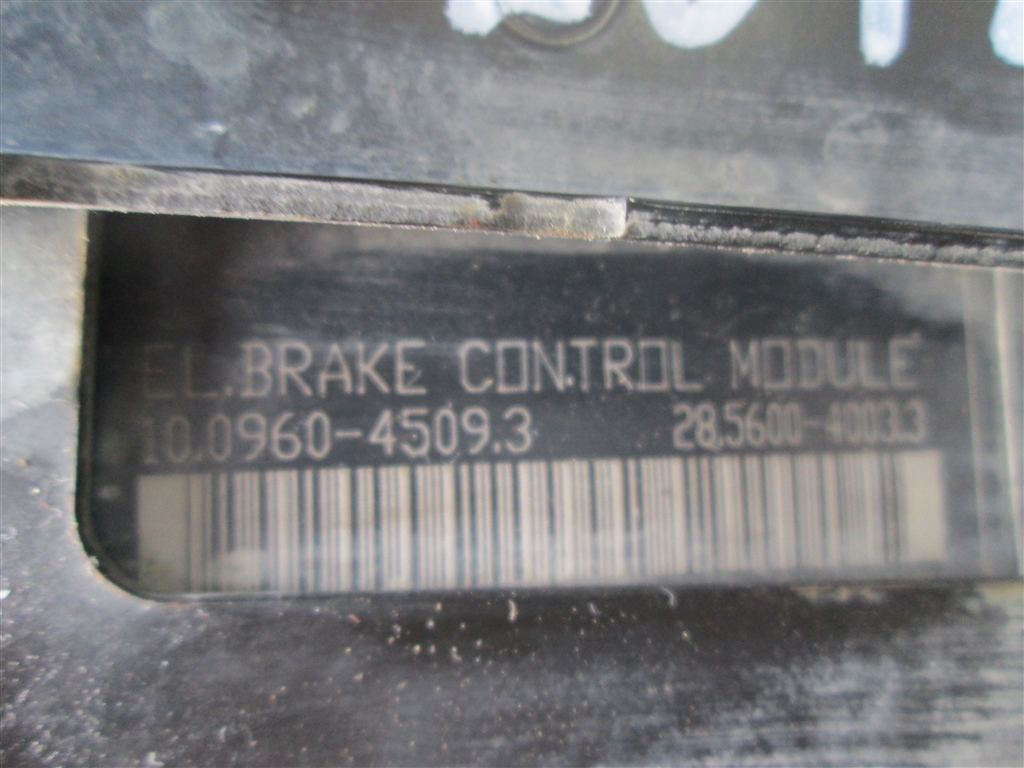 EL.BRAKE CONTROL MODULE
10.0960-4509.3 28.5600-4003.3